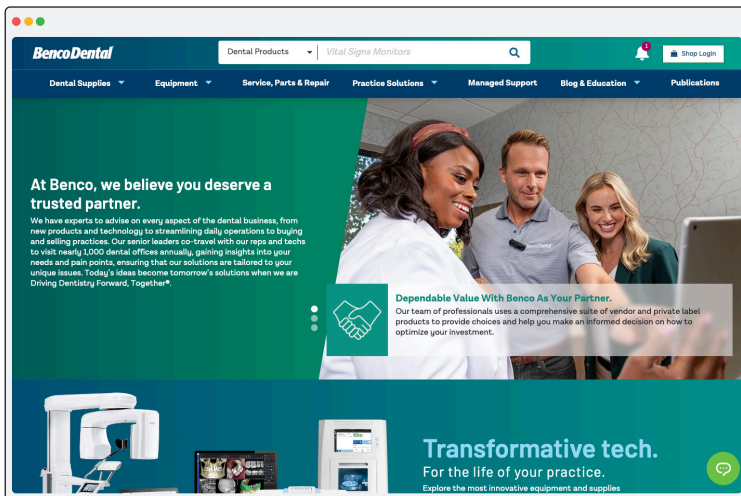 BencoDental
Dental Products
Vital Signs Monitors
1
Shop Login
Dental Supplies
Equipment
Service, Parts & Repair
Practice Solutions
Managed Support
Blog & Education
Publications
At Benco, we believe you deserve a
trusted partner.
We have experts to advise on every aspect of the dental business, from
new products and technology to streamlining daily operations to buying
and selling practices. Our senior leaders co-travel with our reps and techs
to visit nearly 1,000 dental offices annually, gaining insights into your
needs and pain points, ensuring that our solutions are tailored to your
unique issues. Today's ideas become tomorrow's solutions when we are
Driving Dentistry Forward, Together®.
BencoDental
Dependable Value With Benco As Your Partner.
Our team of professionals uses a comprehensive suite of vendor and private label
products to provide choices and help you make an informed decision on how to
optimize your investment.
Transformative tech.
For the life of your practice.
Explore the most innovative equipment and supplies